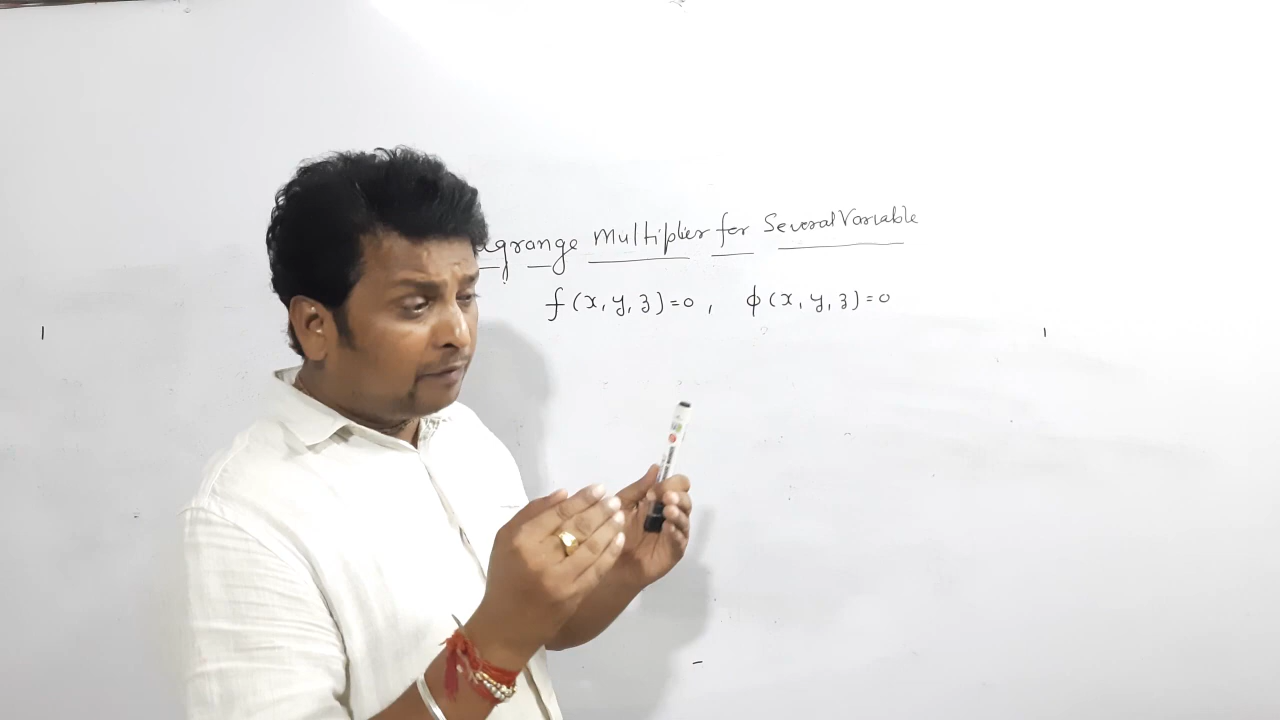 agrange Multiplier for Several Variable
f(x, y, z)=0, ϕ(x, y, z)=0